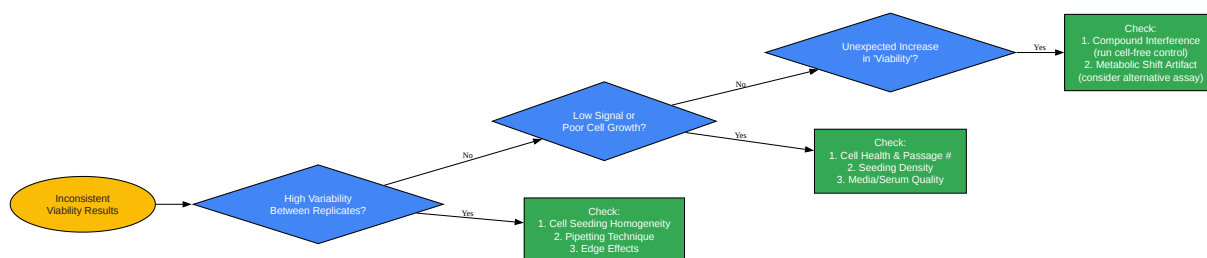 Inconsistent
Viability Results
High Variability
Between Replicates?
Yes
Check:
1. Cell Seeding Homogeneity
2. Pipetting Technique
3. Edge Effects
No
Low Signal or
Poor Cell Growth?
Yes
Check:
1. Cell Health & Passage #
2. Seeding Density
3. Media/Serum Quality
No
Unexpected Increase
in 'Viability'?
Yes
Check:
1. Compound Interference
(run cell-free control)
2. Metabolic Shift Artifact
(consider alternative assay)